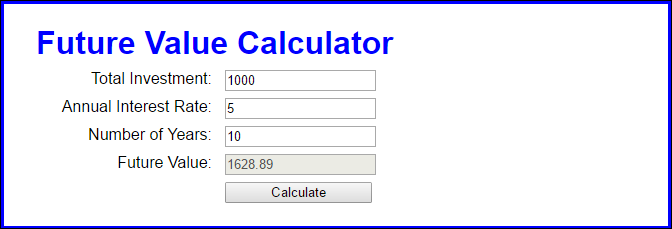 Future Value Calculator
Total Investment: 1000
Annual Interest Rate: 5
Number of Years: 10
Future Value: 1628.89
Calculate